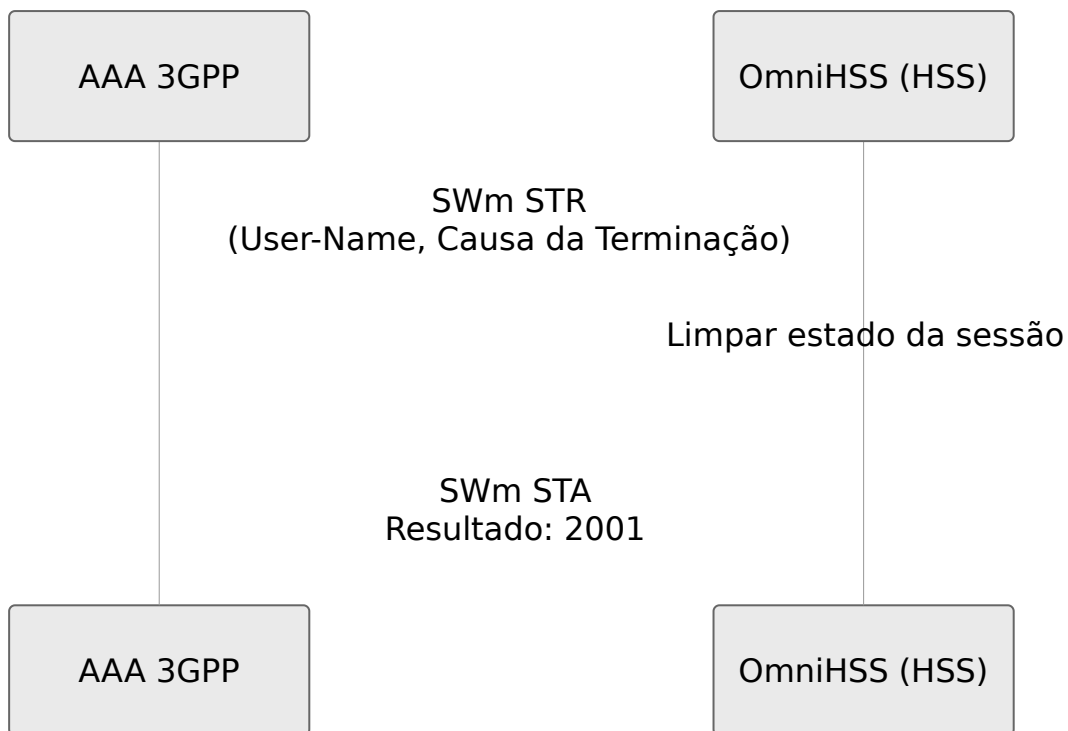 AAA 3GPP
OmniHSS (HSS)
SWm STR
(User-Name, Causa da Terminação)
Limpar estado da sessão
SWm STA
Resultado: 2001
AAA 3GPP
OmniHSS (HSS)